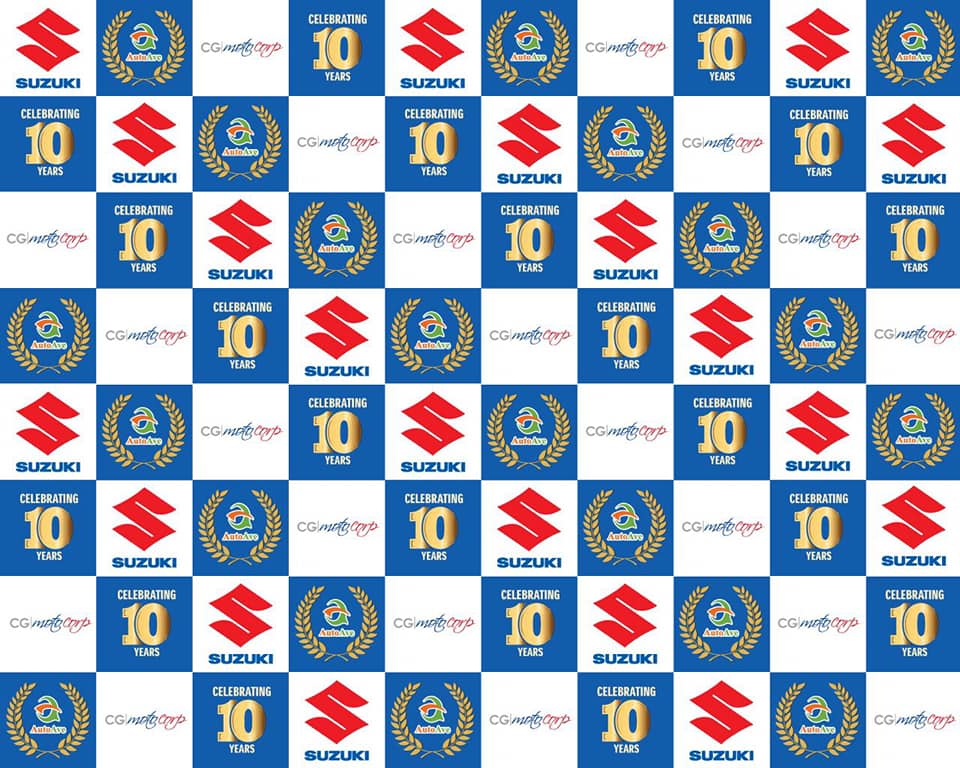 CELEBRATING CELEBRATING
AutoAve CG|motocorp 10 AutoAve CG|motocorp 10 AutoAve
SUZUKI YEARS SUZUKI YEARS SUZUKI
CELEBRATING CELEBRATING CELEBRATING
10 AutoAve CG|motocorp 10 AutoAve CG|motocorp 10
YEARS SUZUKI YEARS SUZUKI YEARS SUZUKI
CELEBRATING CELEBRATING CELEBRATING
CG|motocorp 10 AutoAve CG|motocorp 10 AutoAve CG|motocorp 10
YEARS SUZUKI YEARS SUZUKI YEARS
CELEBRATING CELEBRATING
AutoAve CG|motocorp 10 AutoAve CG|motocorp 10 AutoAve CG|motocorp
YEARS SUZUKI YEARS SUZUKI
CELEBRATING CELEBRATING
AutoAve CG|motocorp 10 AutoAve CG|motocorp 10 AutoAve
SUZUKI YEARS SUZUKI YEARS SUZUKI
CELEBRATING CELEBRATING CELEBRATING
10 AutoAve CG|motocorp 10 AutoAve CG|motocorp 10
YEARS SUZUKI YEARS SUZUKI YEARS SUZUKI
CELEBRATING CELEBRATING CELEBRATING
CG|motocorp 10 AutoAve CG|motocorp 10 AutoAve CG|motocorp 10
YEARS SUZUKI YEARS SUZUKI YEARS
CELEBRATING CELEBRATING
AutoAve CG|motocorp 10 AutoAve CG|motocorp 10 AutoAve CG|motocorp
YEARS SUZUKI YEARS SUZUKI